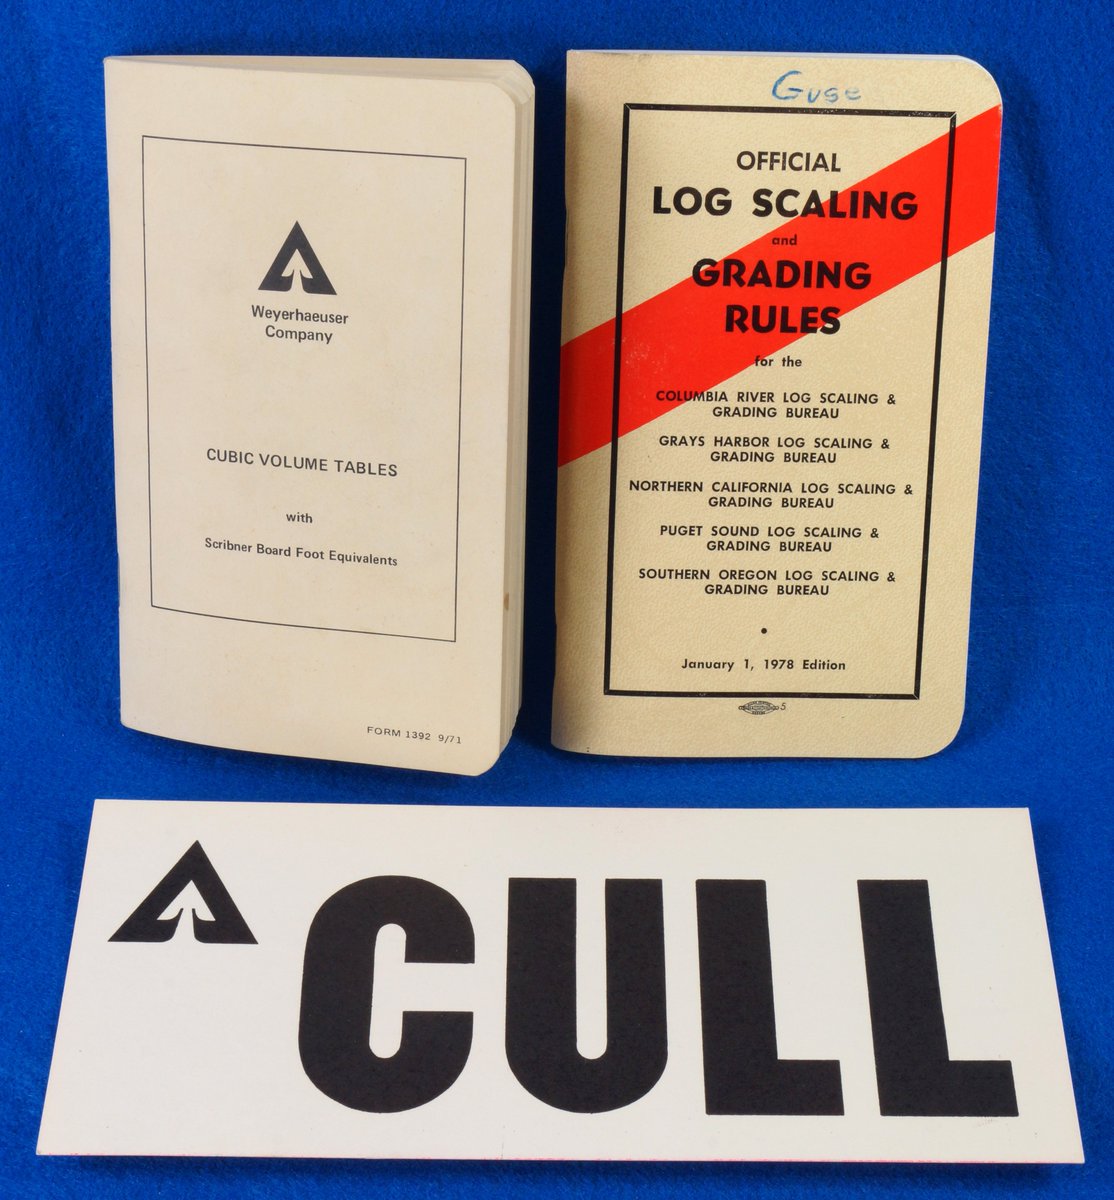 Weyerhaeuser
Company
CUBIC VOLUME TABLES
with
Scribner Board Foot Equivalents
FORM 1392 9/71
Guse
OFFICIAL
LOG SCALING
and
GRADING
RULES
for the
COLUMBIA RIVER LOG SCALING &
GRADING BUREAU
GRAYS HARBOR LOG SCALING &
GRADING BUREAU
NORTHERN CALIFORNIA LOG SCALING &
GRADING BUREAU
PUGET SOUND LOG SCALING &
GRADING BUREAU
SOUTHERN OREGON LOG SCALING &
GRADING BUREAU
•
January 1, 1978 Edition
5
CULL